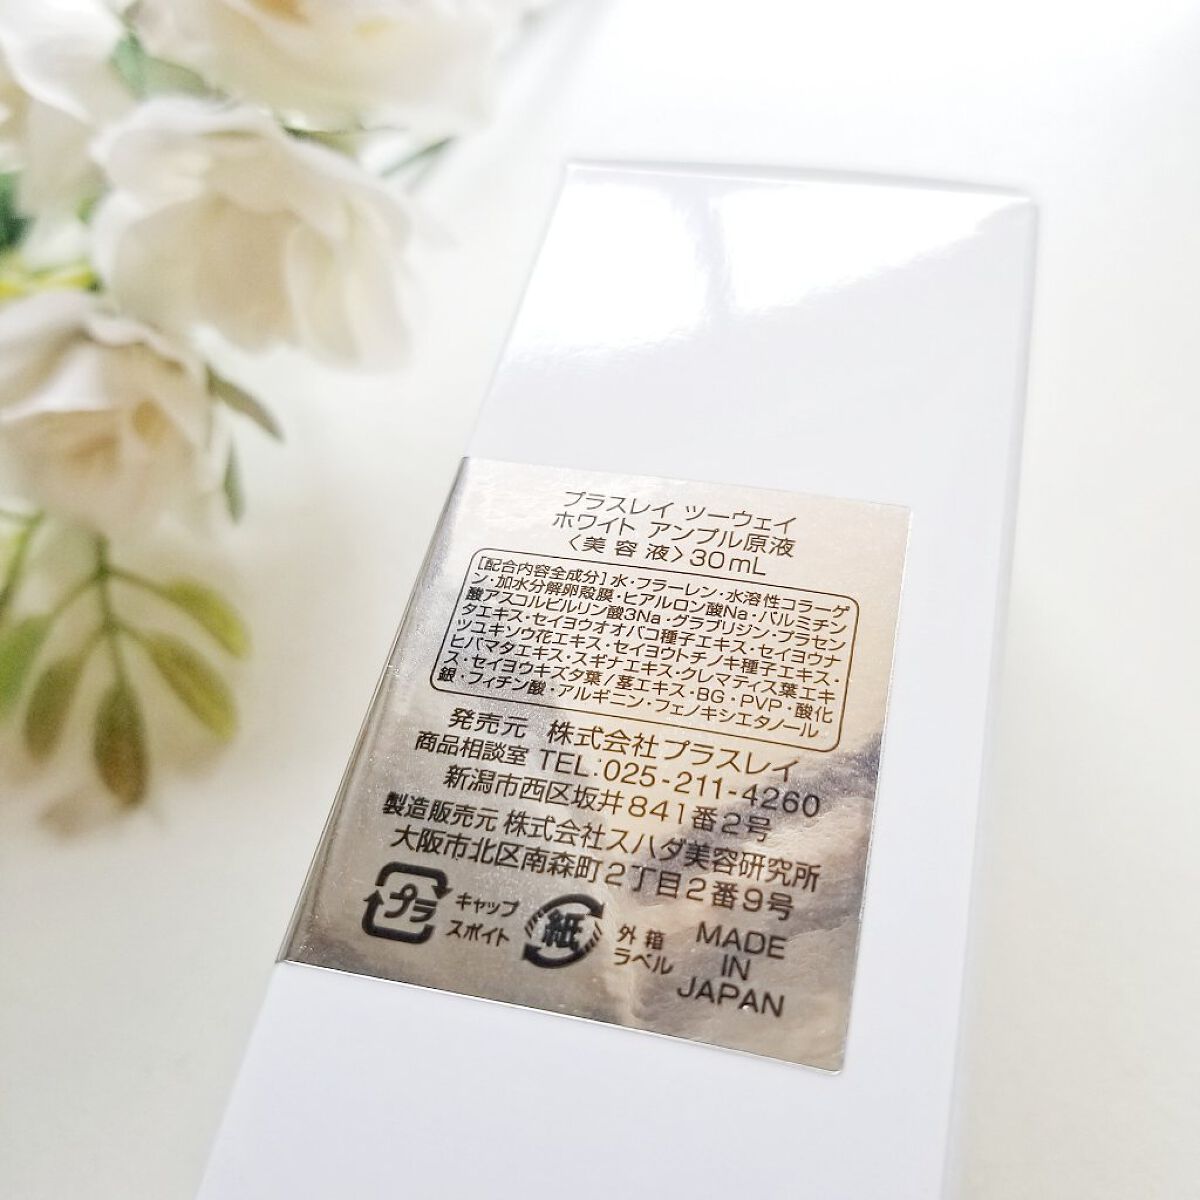 プラスレイ ツーウェイ
ホワイト アンプル原液
〈美容液〉30mL
[配合内容全成分]水・フラーレン・水溶性コラーゲ
ン・加水分解卵殻膜・ヒアルロン酸Na・パルミチン
酸アスコルビルリン酸3Na・グラブリジン・プラセン
タエキス・セイヨウオオバコ種子エキス・セイヨウナ
ツユキソウ花エキス・セイヨウトチノキ種子エキス・
ヒバマタエキス・スギナエキス・クレマティス葉エキ
ス・セイヨウキズタ葉/茎エキス・BG・PVP・酸化
銀・フィチン酸・アルギニン・フェノキシエタノール
発売元 株式会社プラスレイ
商品相談室 TEL:025-211-4260
新潟市西区坂井841番2号
製造販売元 株式会社スハダ美容研究所
大阪市北区南森町2丁目2番9号
プラ
キャップ
スポイト
紙
外箱
ラベル
MADE
IN
JAPAN